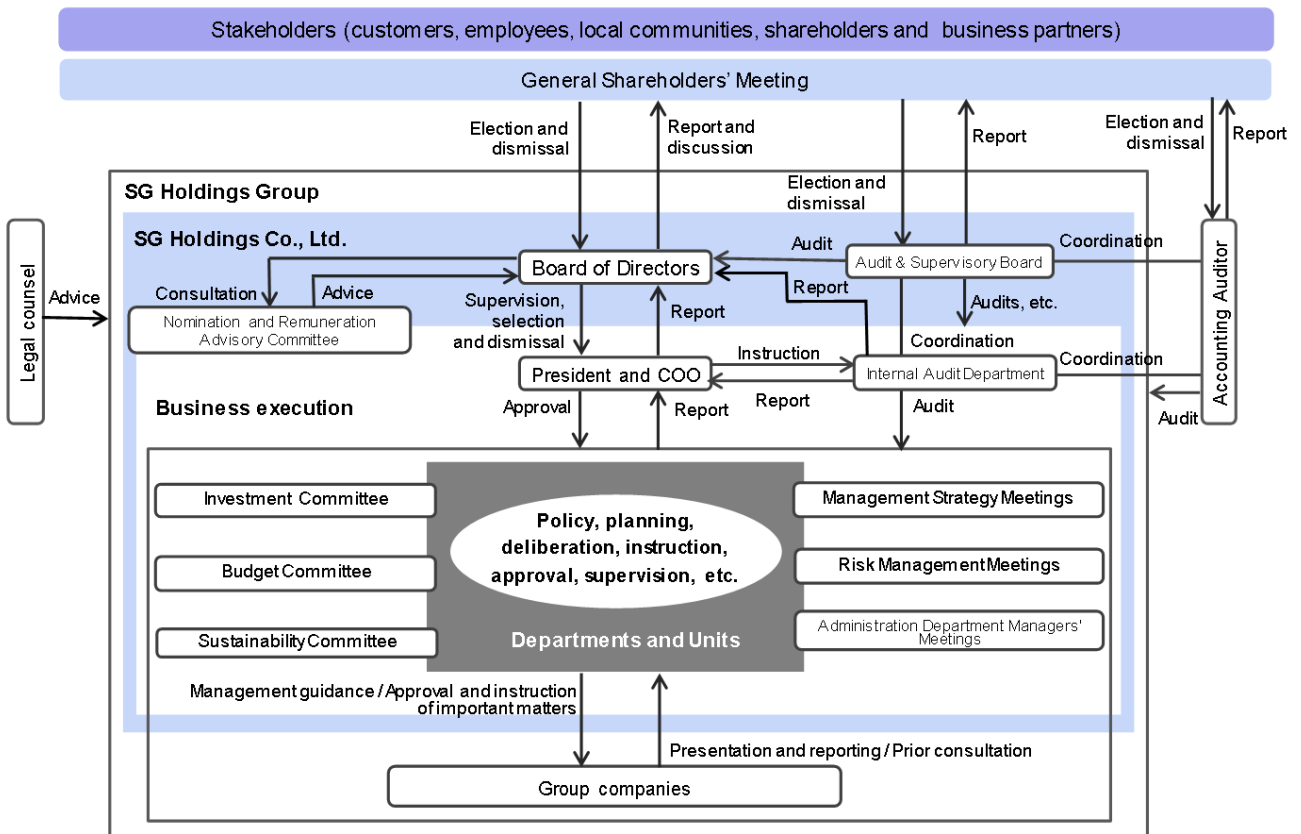 Stakeholders (customers, employees, local communities, shareholders and business partners)
General Shareholders' Meeting
Election and
dismissal
Report and
discussion
Election and
dismissal
Report
Election and
dismissal
Report
SG Holdings Group
SG Holdings Co., Ltd.
Legal counsel
Advice
Board of Directors
Audit
Audit & Supervisory Board
Coordination
Accounting Auditor
Consultation
Advice
Nomination and Remuneration
Advisory Committee
Supervision,
selection
and dismissal
Report
Report
Audits, etc.
Coordination
President and COO
Instruction
Report
Internal Audit Department
Coordination
Audit
Business execution
Approval
Report
Audit
Investment Committee
Budget Committee
Sustainability Committee
Policy, planning,
deliberation, instruction,
approval, supervision, etc.
Departments and Units
Management Strategy Meetings
Risk Management Meetings
Administration Department Managers'
Meetings
Management guidance / Approval and instruction
of important matters
Presentation and reporting / Prior consultation
Group companies